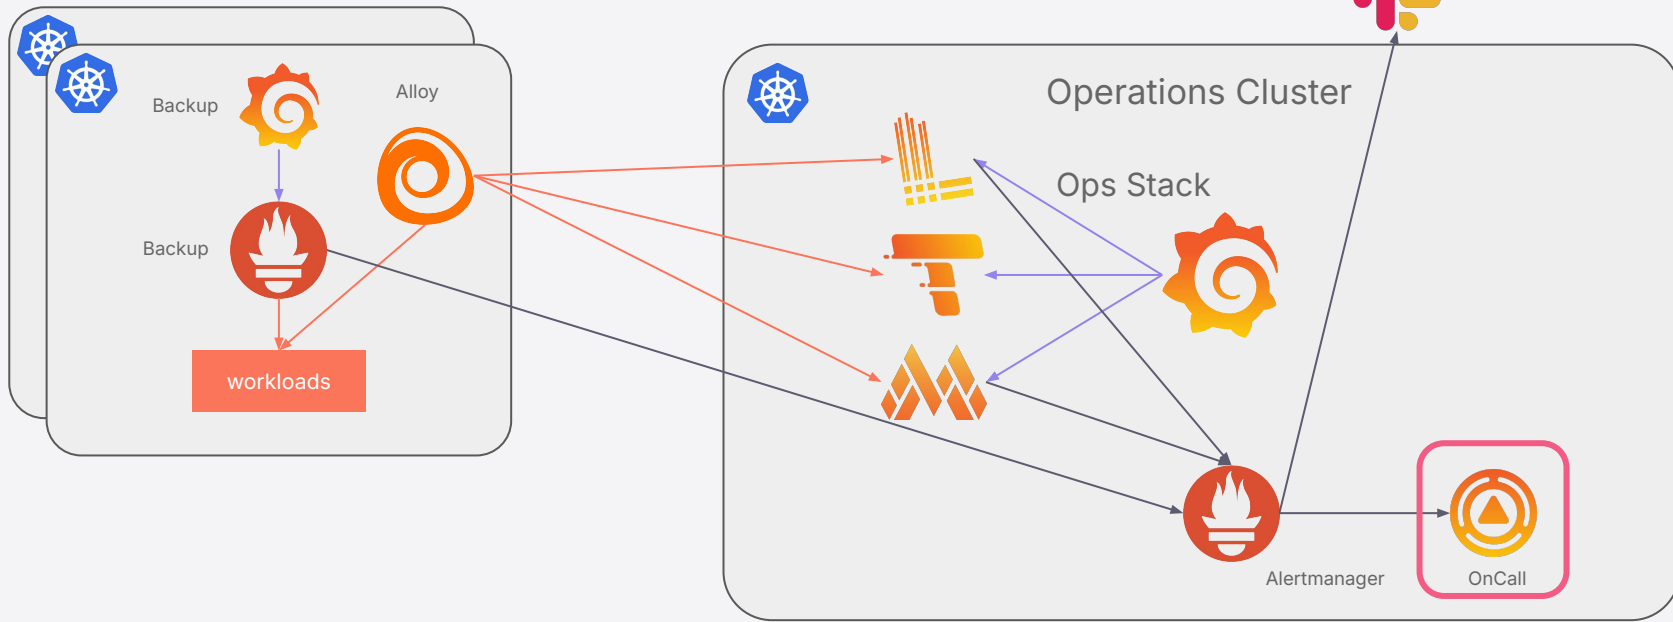 Backup
Alloy
Backup
workloads
Operations Cluster
Ops Stack
Alertmanager
OnCall